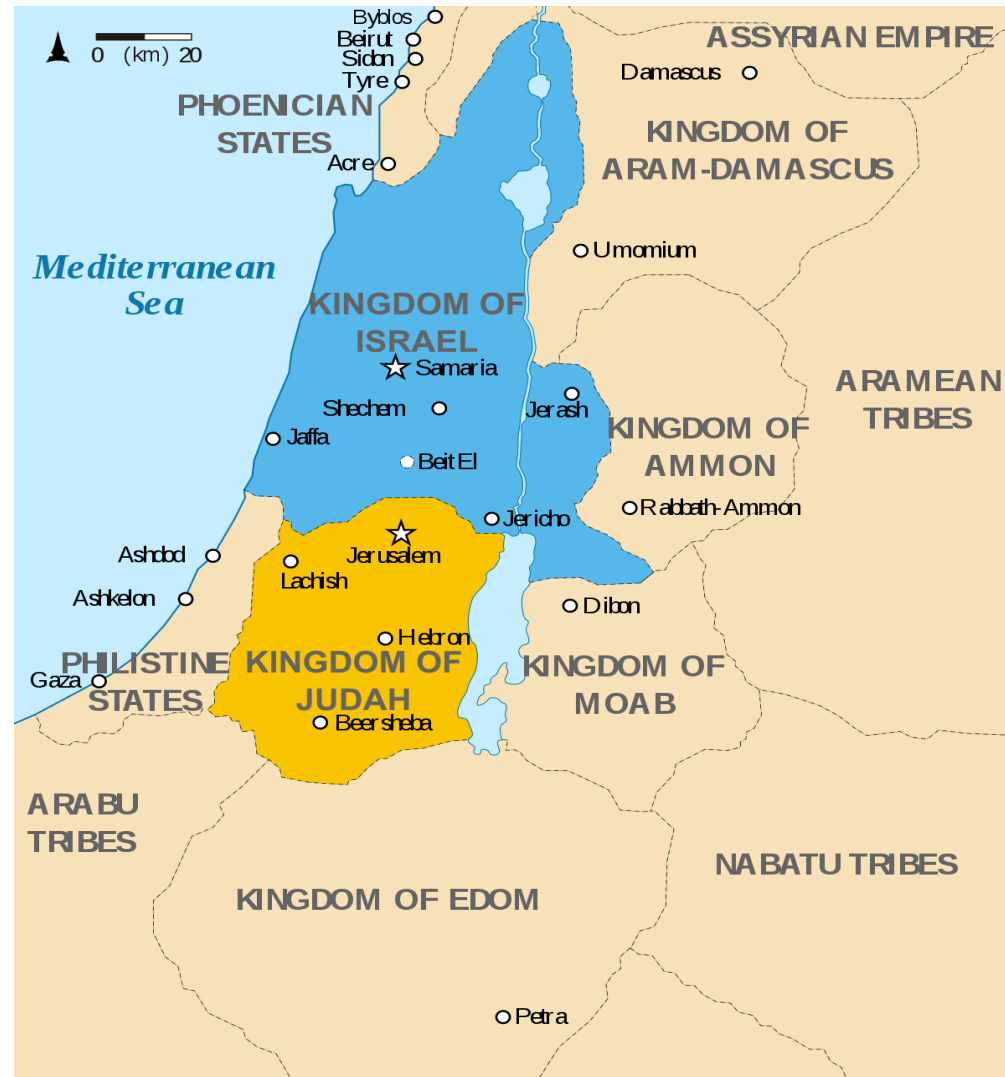 Byblos
0 (km) 20
Beirut
ASSYRIAN EMPIRE
Sidon
Damascus
Tyre
PHOENICIAN
STATES
KINGDOM OF
ARAM-DAMASCUS
Acre
Umomium
Mediterranean
Sea
KINGDOM OF
ISRAEL
Samaria
ARAMEAN
TRIBES
Shechem
Jerash
KINGDOM OF
AMMON
Jaffa
Beit El
Rabbath-Ammon
Jericho
Jerusalem
Ashdod
Lachish
Ashkelon
Dibon
Hebron
PHILISTINE
STATES
KINGDOM OF
JUDAH
KINGDOM OF
MOAB
Gaza
Beersheba
ARABU
TRIBES
NABATU TRIBES
KINGDOM OF EDOM
Petra